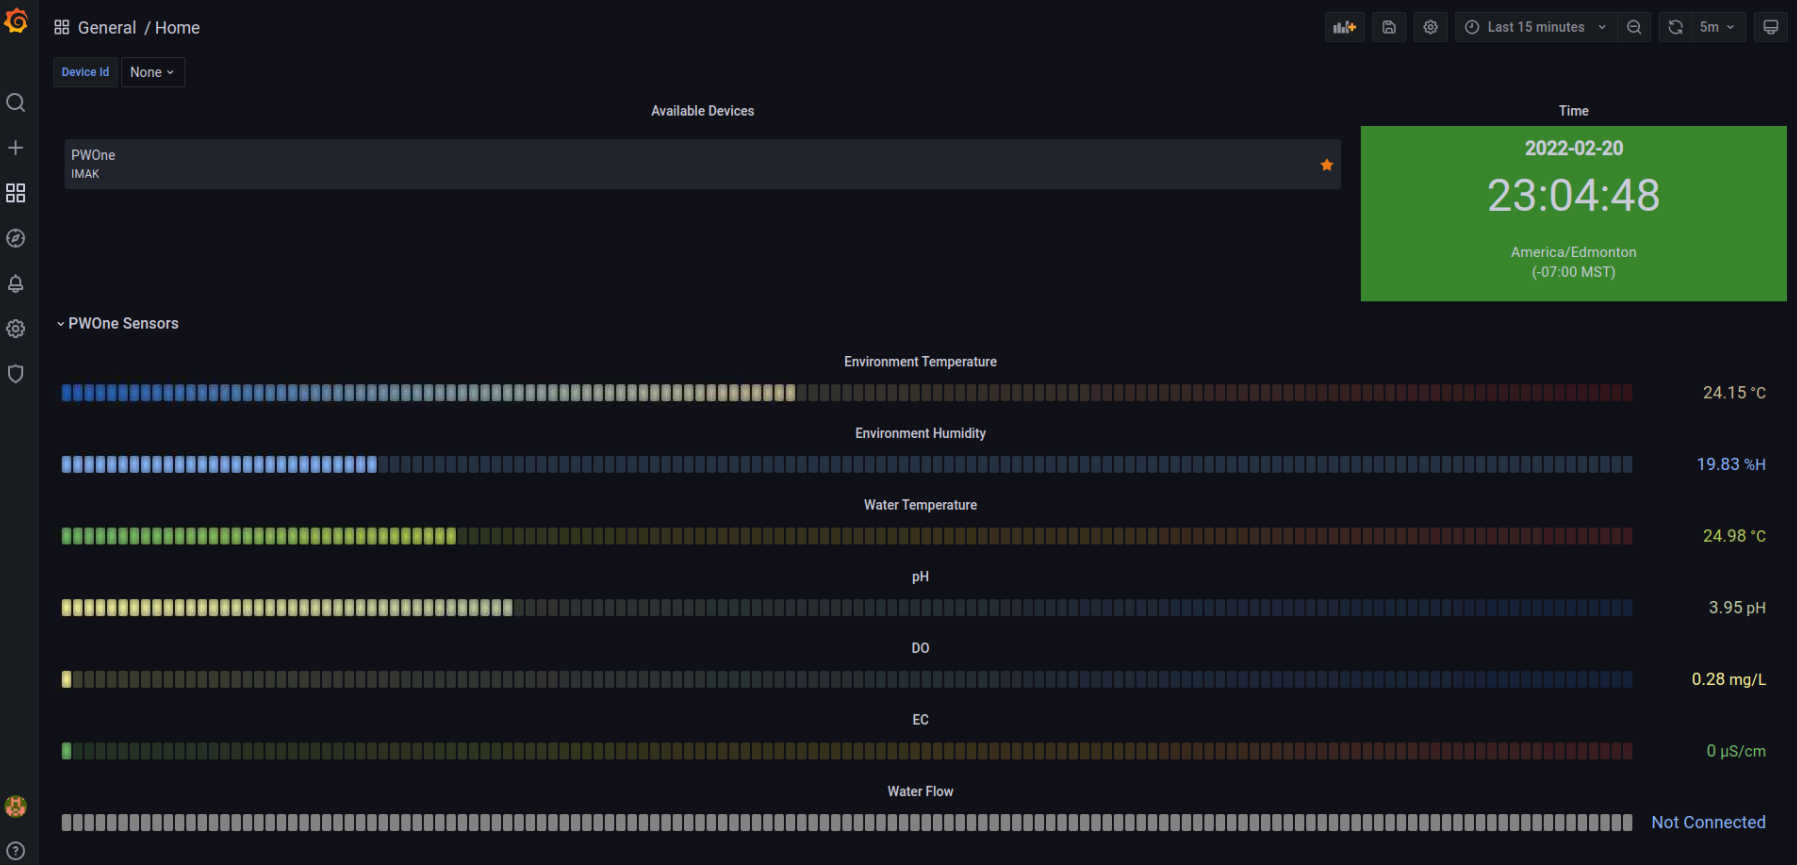 General / Home
Last 15 minutes
5m
Device Id
None
Available Devices
Time
PWOne
IMAK
2022-02-20
23:04:48
America/Edmonton
(-07:00 MST)
PWOne Sensors
Environment Temperature
24.15 °C
Environment Humidity
19.83 %H
Water Temperature
24.98 °C
pH
3.95 pH
DO
0.28 mg/L
EC
0 µS/cm
Water Flow
Not Connected